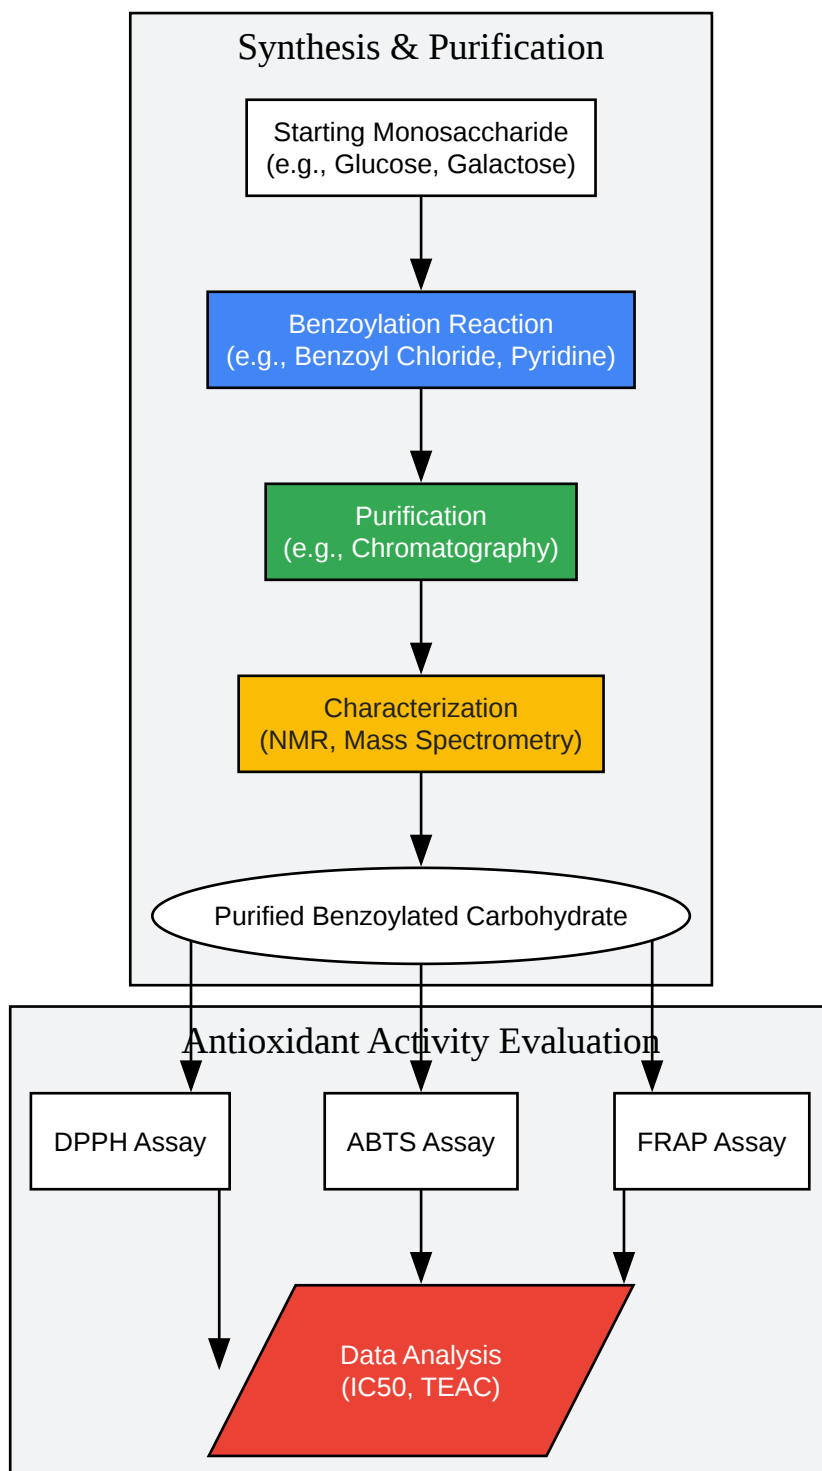 Synthesis & Purification
Starting Monosaccharide
(e.g., Glucose, Galactose)
Benzoylation Reaction
(e.g., Benzoyl Chloride, Pyridine)
Purification
(e.g., Chromatography)
Characterization
(NMR, Mass Spectrometry)
Purified Benzoylated Carbohydrate
Antioxidant Activity Evaluation
DPPH Assay
ABTS Assay
FRAP Assay
Data Analysis
(IC50, TEAC)